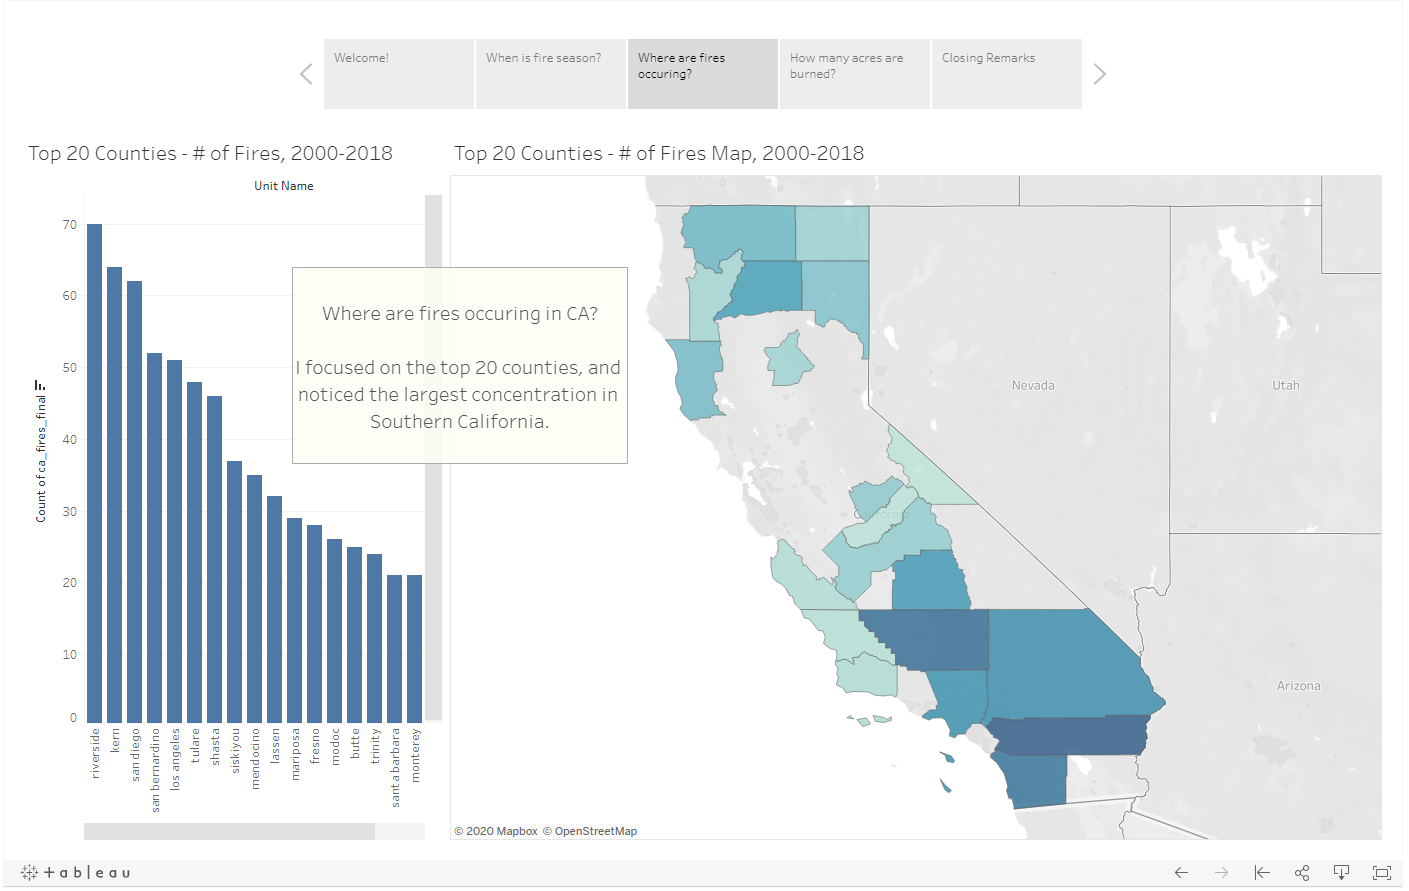 Welcome!
When is fire season?
Where are fires
occuring?
How many acres are
burned?
Closing Remarks
Top 20 Counties - # of Fires, 2000-2018
Top 20 Counties - # of Fires Map, 2000-2018
Unit Name
Count of ca_fires_final
70
60
50
40
30
20
10
0
Where are fires occuring in CA?
I focused on the top 20 counties, and
noticed the largest concentration in
Southern California.
riverside
kern
san diego
san bernardino
los angeles
tulare
shasta
siskiyou
mendocino
lassen
mariposa
fresno
modoc
butte
trinity
santa barbara
monterey
Nevada
Utah
California
Arizona
© 2020 Mapbox © OpenStreetMap
+ a b | e a u